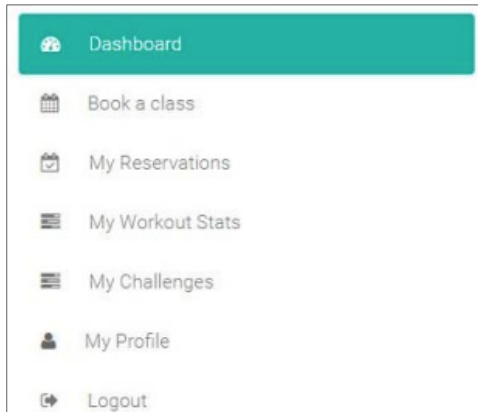 Dashboard
Book a class
My Reservations
My Workout Stats
My Challenges
My Profile
Logout